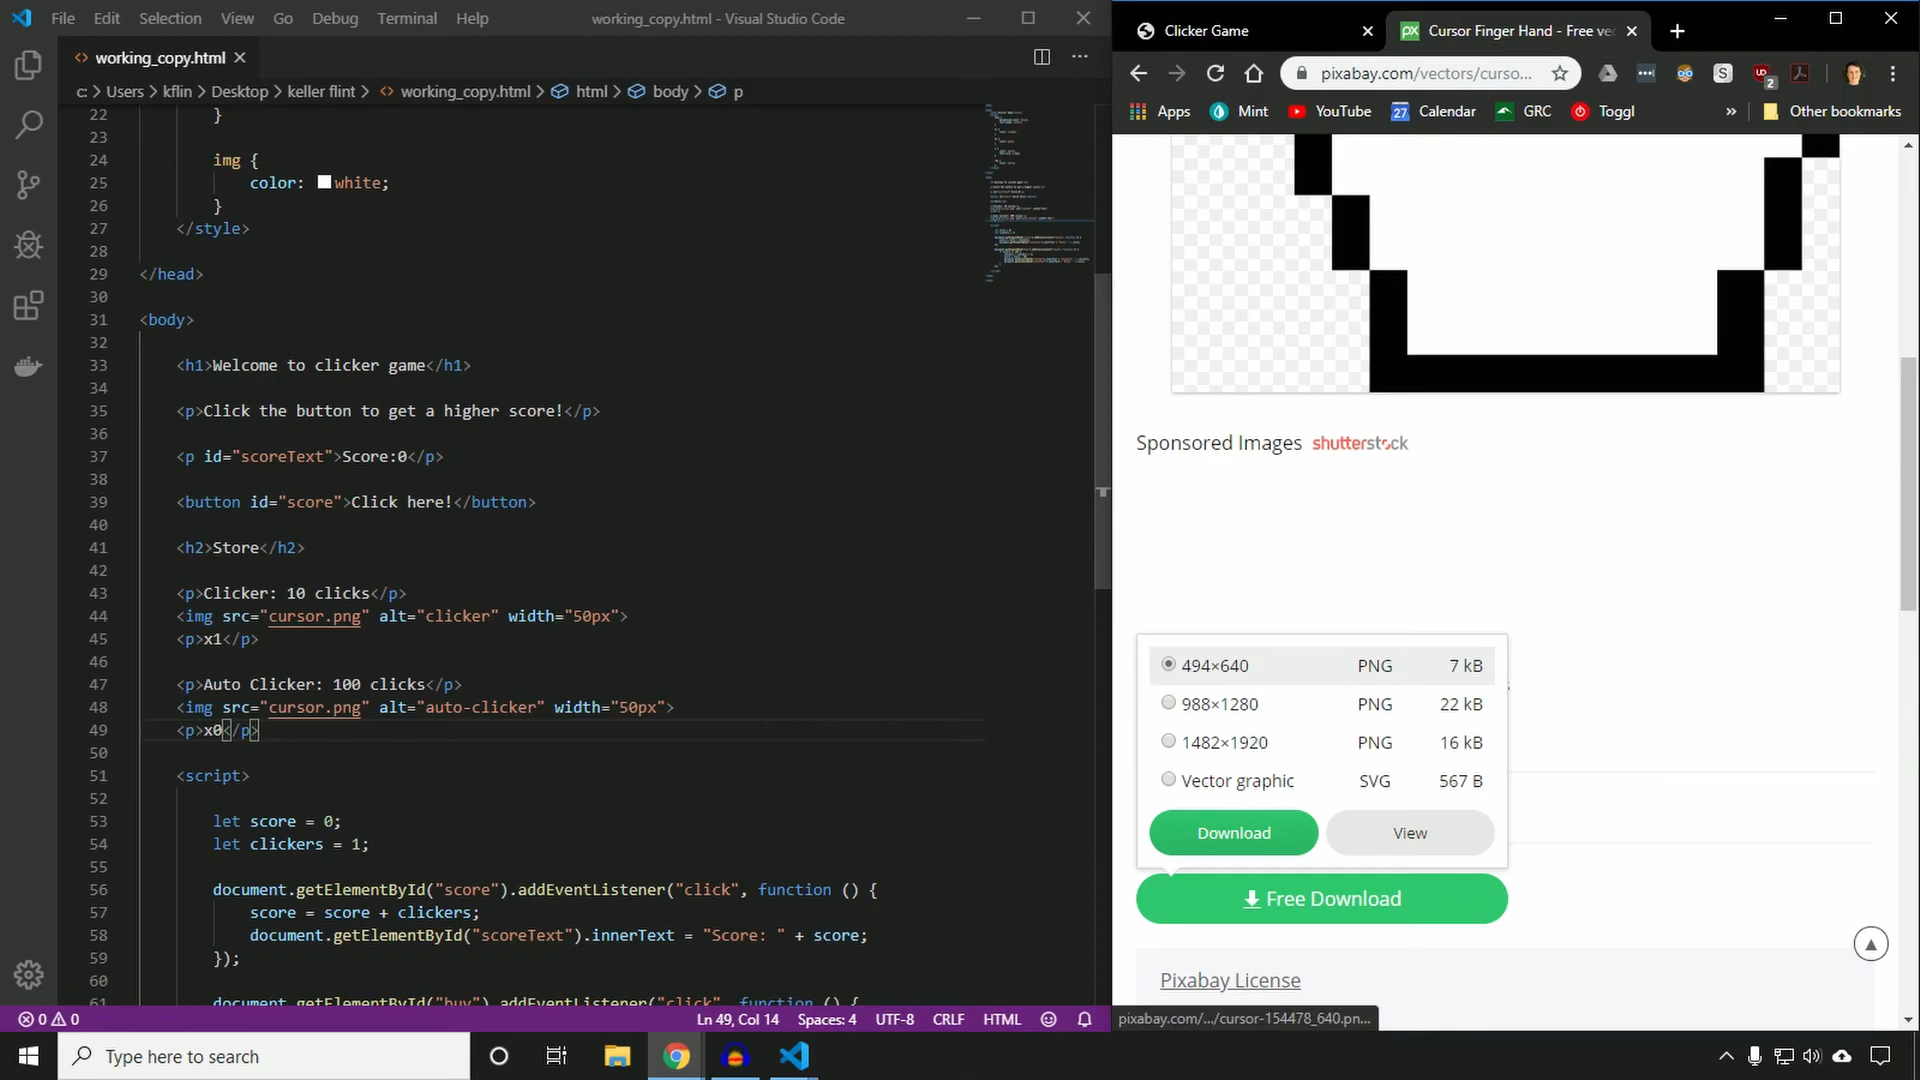 File Edit Selection View Go Debug Terminal Help
working_copy.html - Visual Studio Code
working_copy.html
c: > Users > kflin > Desktop > keller flint > working_copy.html > html > body > p
22 }
23
24 img {
25 color: white;
26 }
27 </style>
28
29 </head>
30
31 <body>
32
33 <h1>Welcome to clicker game</h1>
34
35 <p>Click the button to get a higher score!</p>
36
37 <p id="scoreText">Score:0</p>
38
39 <button id="score">Click here!</button>
40
41 <h2>Store</h2>
42
43 <p>Clicker: 10 clicks</p>
44 <img src="cursor.png" alt="clicker" width="50px">
45 <p>x1</p>
46
47 <p>Auto Clicker: 100 clicks</p>
48 <img src="cursor.png" alt="auto-clicker" width="50px">
49 <p>x0</p>
50
51 <script>
52
53 let score = 0;
54 let clickers = 1;
55
56 document.getElementById("score").addEventListener("click", function () {
57 score = score + clickers;
58 document.getElementById("scoreText").innerText = "Score: " + score;
59 });
60
61 document.getElementById("buy").addEventListener("click", function () {
0 0
Ln 49, Col 14 Spaces: 4 UTF-8 CRLF HTML
Clicker Game
Cursor Finger Hand - Free vec
pixabay.com/vectors/curso...
Apps Mint YouTube 27 Calendar GRC Toggl » Other bookmarks
Sponsored Images shutterstock
494×640 PNG 7 kB
988×1280 PNG 22 kB
1482×1920 PNG 16 kB
Vector graphic SVG 567 B
Download View
Free Download
Pixabay License
pixabay.com/.../cursor-154478_640.pn...
Type here to search